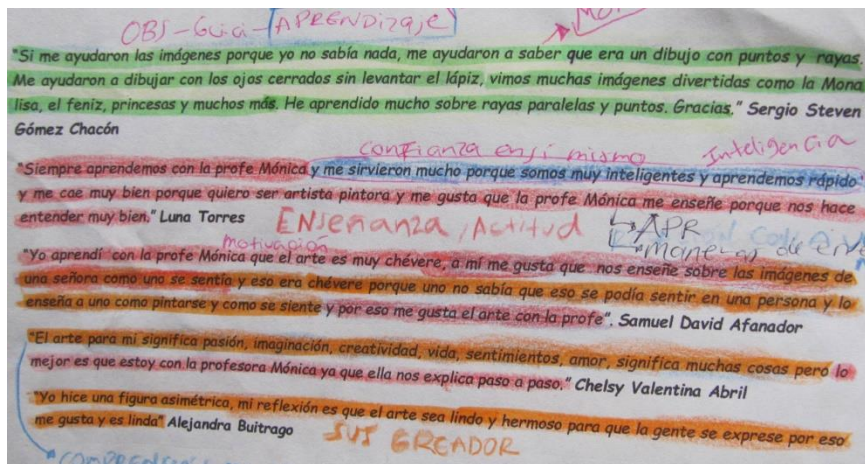 OBS-Guia-APRENDIZaje
"Si me ayudaron las imágenes porque yo no sabía nada, me ayudaron a saber que era un dibujo con puntos y rayas.
Me ayudaron a dibujar con los ojos cerrados sin levantar el lápiz, vimos muchas imágenes divertidas como la Mona
lisa, el feniz, princesas y muchos más. He aprendido mucho sobre rayas paralelas y puntos. Gracias." Sergio Steven
Gómez Chacón
confianza en si mismo Inteligencia
"Siempre aprendemos con la profe Mónica y me sirvieron mucho porque somos muy inteligentes y aprendemos rápido
y me cae muy bien porque quiero ser artista pintora y me gusta que la profe Mónica me enseñe porque nos hace
entender muy bien." Luna Torres
ENSEÑANZA, Actitud
APR
maneras de
motivacion
"Yo aprendí con la profe Mónica que el arte es muy chévere, a mí me gusta que nos enseñe sobre las imágenes de
una señora como una se sentía y eso era chévere porque uno no sabía que eso se podía sentir en una persona y lo
enseña a uno como pintarse y como se siente y por eso me gusta el arte con la profe". Samuel David Afanador
"El arte para mi significa pasión, imaginación, creatividad, vida, sentimientos, amor, significa muchas cosas pero lo
mejor es que estoy con la profesora Mónica ya que ella nos explica paso a paso." Chelsy Valentina Abril
"Yo hice una figura asimétrica, mi reflexión es que el arte sea lindo y hermoso para que la gente se exprese por eso
me gusta y es linda" Alejandra Buitrago
SUJ CREADOR